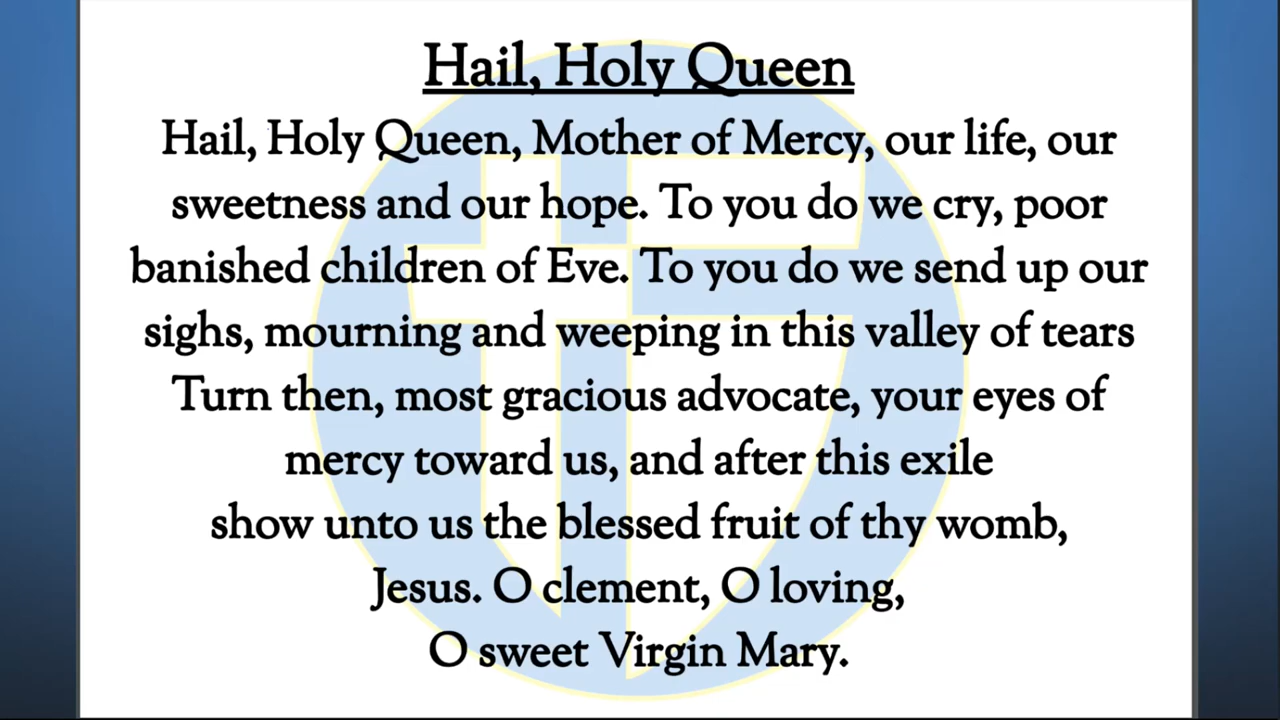 Hail, Holy Queen
Hail, Holy Queen, Mother of Mercy, our life, our
sweetness and our hope. To you do we cry, poor
banished children of Eve. To you do we send up our
sighs, mourning and weeping in this valley of tears
Turn then, most gracious advocate, your eyes of
mercy toward us, and after this exile
show unto us the blessed fruit of thy womb,
Jesus. O clement, O loving,
O sweet Virgin Mary.